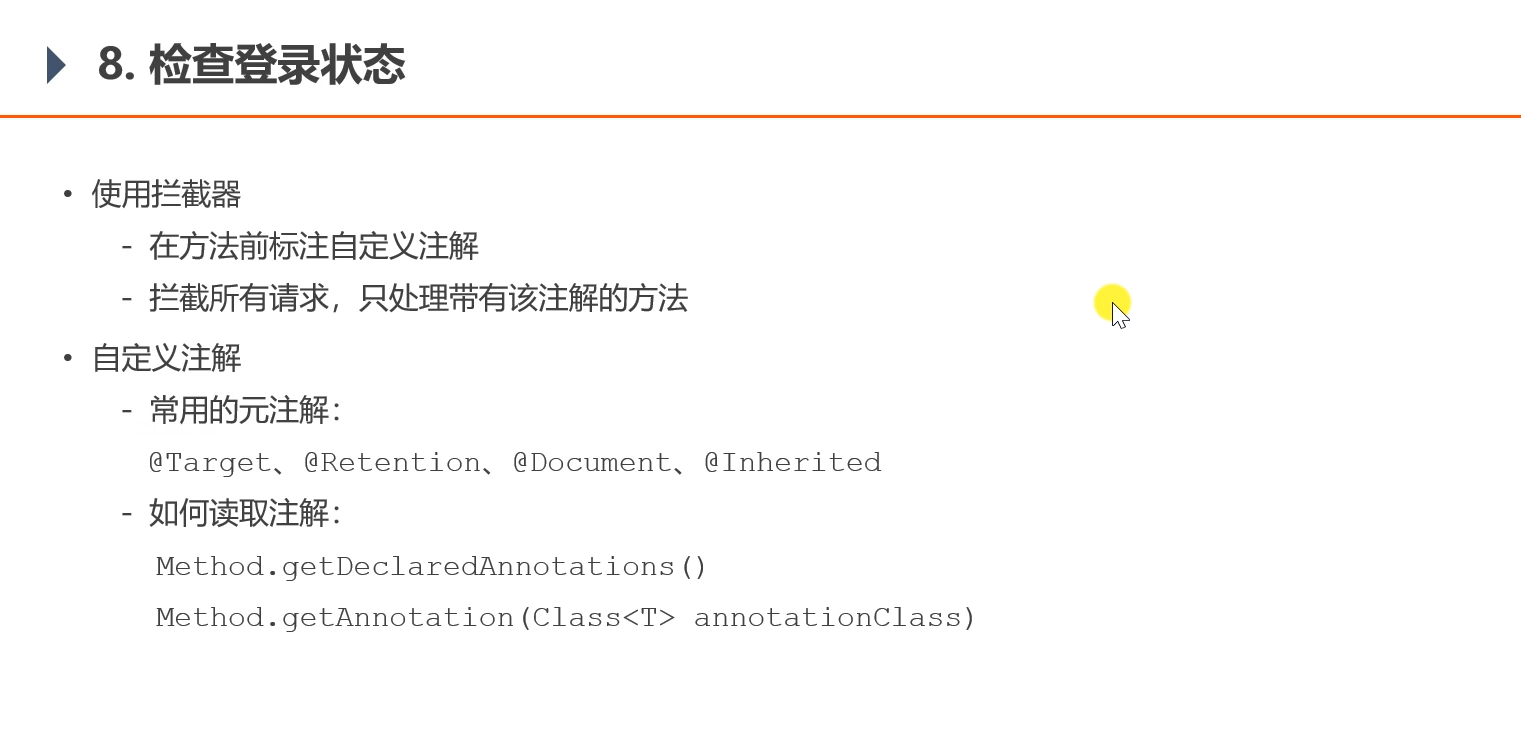 8. 检查登录状态
• 使用拦截器
- 在方法前标注自定义注解
- 拦截所有请求，只处理带有该注解的方法
• 自定义注解
- 常用的元注解：
@Target、@Retention、@Document、@Inherited
- 如何读取注解：
Method.getDeclaredAnnotations()
Method.getAnnotation(Class<T> annotationClass)